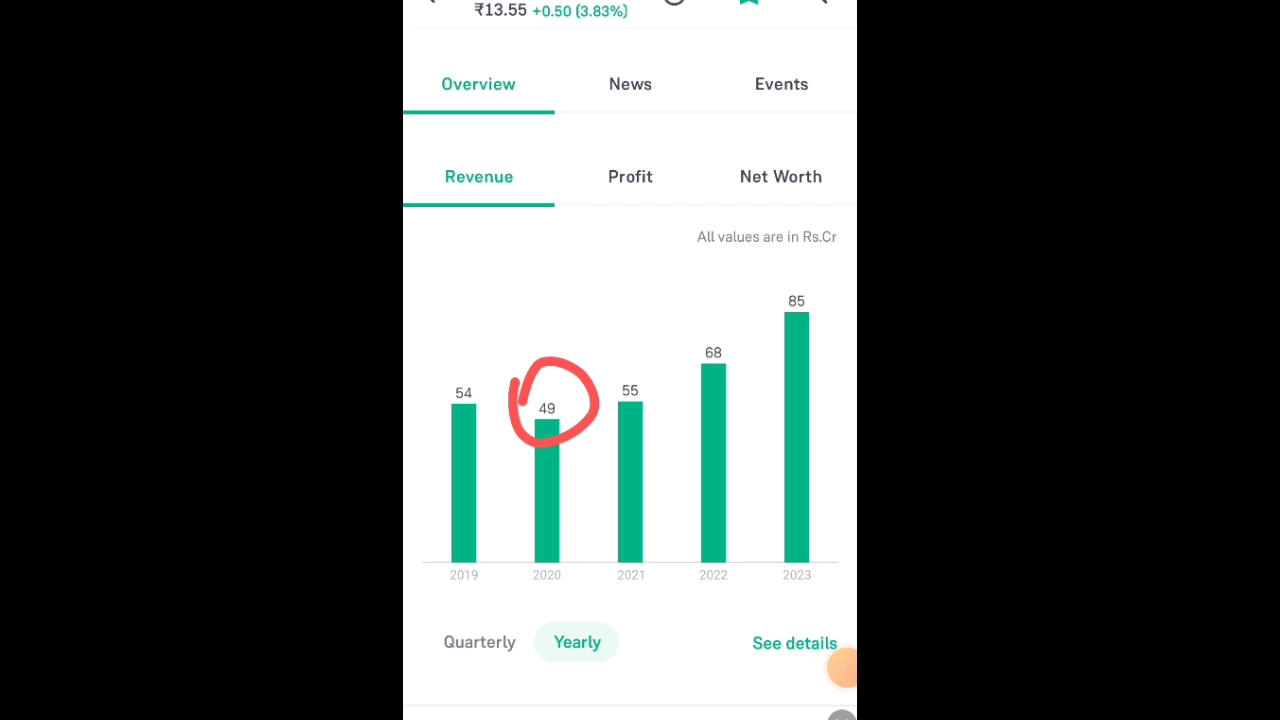 ₹13.55 +0.50 (3.83%)
Overview News Events
Revenue Profit Net Worth
All values are in Rs.Cr
85
68
54 49 55
2019 2020 2021 2022 2023
Quarterly Yearly See details